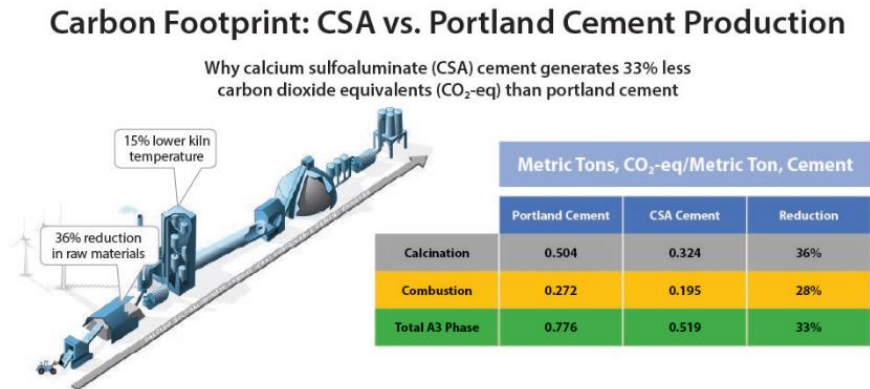 Carbon Footprint: CSA vs. Portland Cement Production
Why calcium sulfoaluminate (CSA) cement generates 33% less
carbon dioxide equivalents (CO₂-eq) than portland cement
15% lower kiln
temperature
36% reduction
in raw materials
Metric Tons, CO₂-eq/Metric Ton, Cement
Portland Cement CSA Cement Reduction
Calcination 0.504 0.324 36%
Combustion 0.272 0.195 28%
Total A3 Phase 0.776 0.519 33%